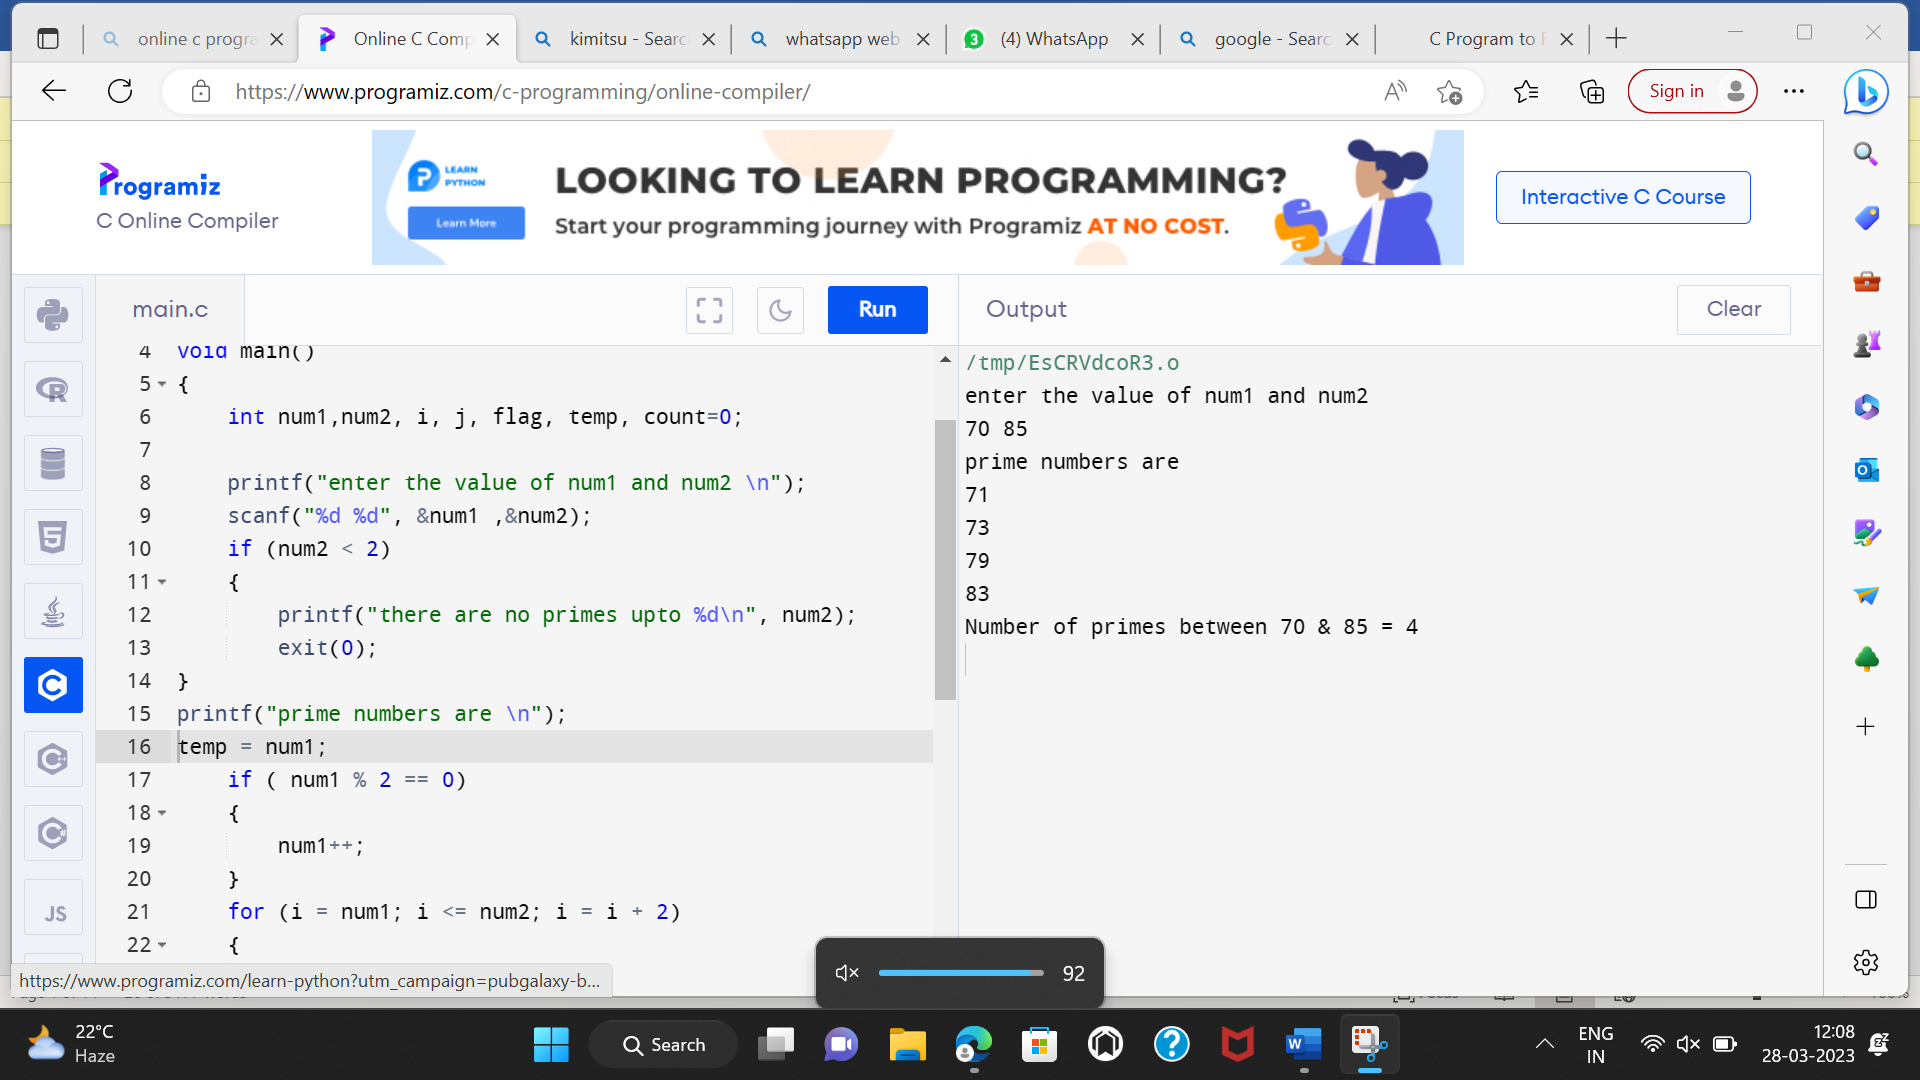 online c progra
Online C Comp
kimitsu - Searc
whatsapp web
3
(4) WhatsApp
google - Searc
C Program to F
https://www.programiz.com/c-programming/online-compiler/
Sign in
Programiz
C Online Compiler
LEARN
PYTHON
Learn More
LOOKING TO LEARN PROGRAMMING?
Start your programming journey with Programiz AT NO COST.
Interactive C Course
main.c
Run
Output
Clear
4 void main()
5 {
6 int num1,num2, i, j, flag, temp, count=0;
7
8 printf("enter the value of num1 and num2 \n");
9 scanf("%d %d", &num1 ,&num2);
10 if (num2 < 2)
11 {
12 printf("there are no primes upto %d\n", num2);
13 exit(0);
14 }
15 printf("prime numbers are \n");
16 temp = num1;
17 if ( num1 % 2 == 0)
18 {
19 num1++;
20 }
21 for (i = num1; i <= num2; i = i + 2)
22 {
/tmp/EsCRVdcoR3.o
enter the value of num1 and num2
70 85
prime numbers are
71
73
79
83
Number of primes between 70 & 85 = 4
JS
https://www.programiz.com/learn-python?utm_campaign=pubgalaxy-b...
92
22°C
Haze
Search
ENG
IN
12:08
28-03-2023